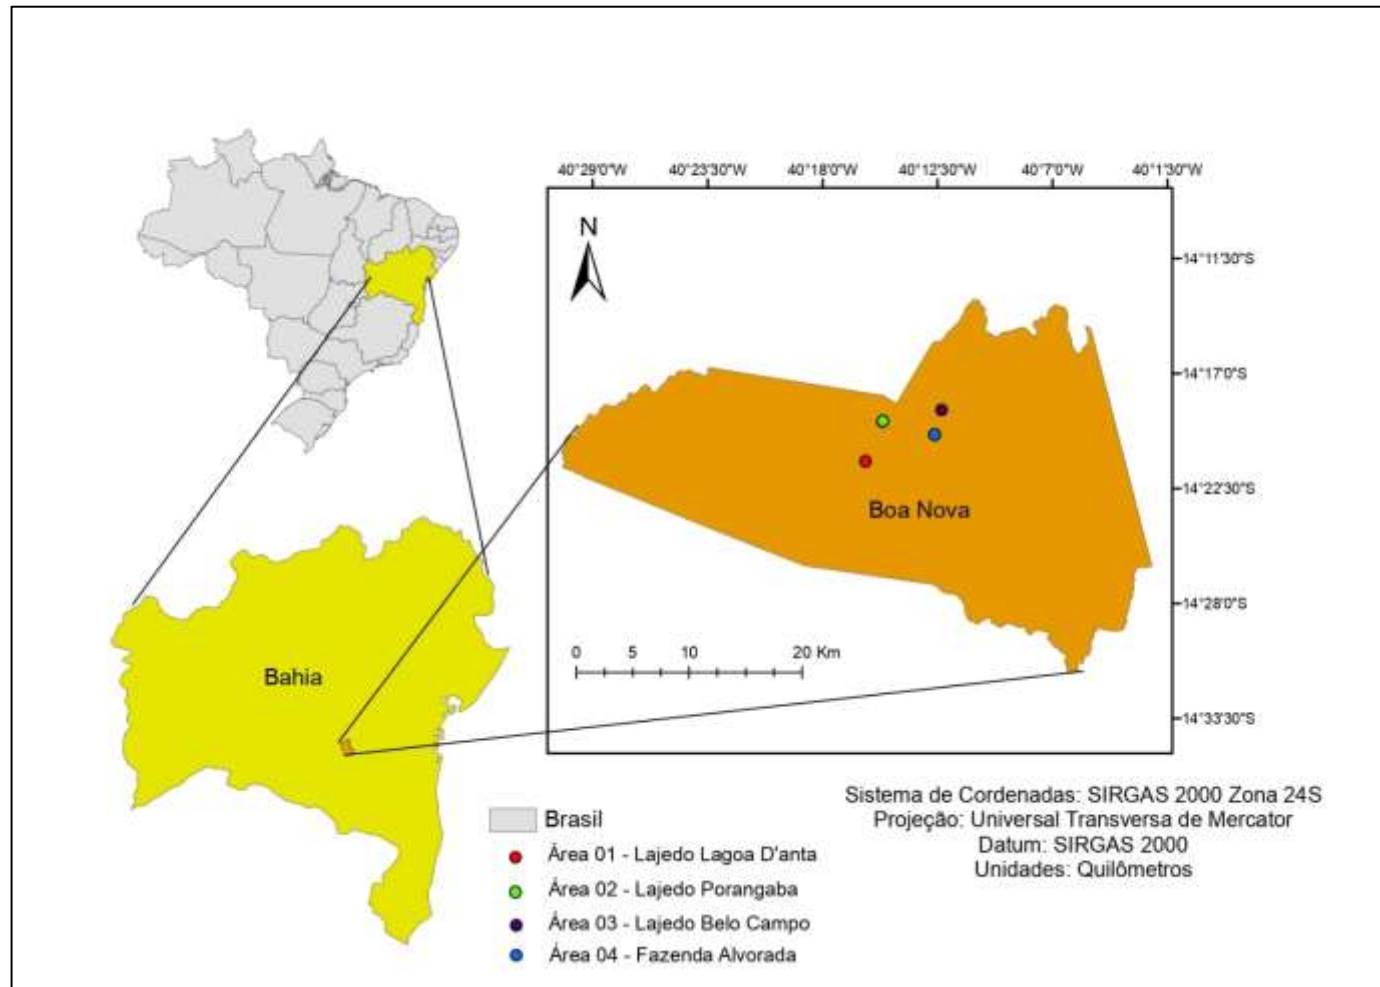 40°29'0"W
40°23'30"W
40°18'0"W
40°12'30"W
40°7'0"W
40°1'30"W
N
14°11'30"S
14°17'0"S
14°22'30"S
14°28'0"S
14°33'30"S
Boa Nova
0 5 10 20 Km
Bahia
Brasil
Área 01 - Lajedo Lagoa D'anta
Área 02 - Lajedo Porangaba
Área 03 - Lajedo Belo Campo
Área 04 - Fazenda Alvorada
Sistema de Cordenadas: SIRGAS 2000 Zona 24S
Projeção: Universal Transversa de Mercator
Datum: SIRGAS 2000
Unidades: Quilômetros